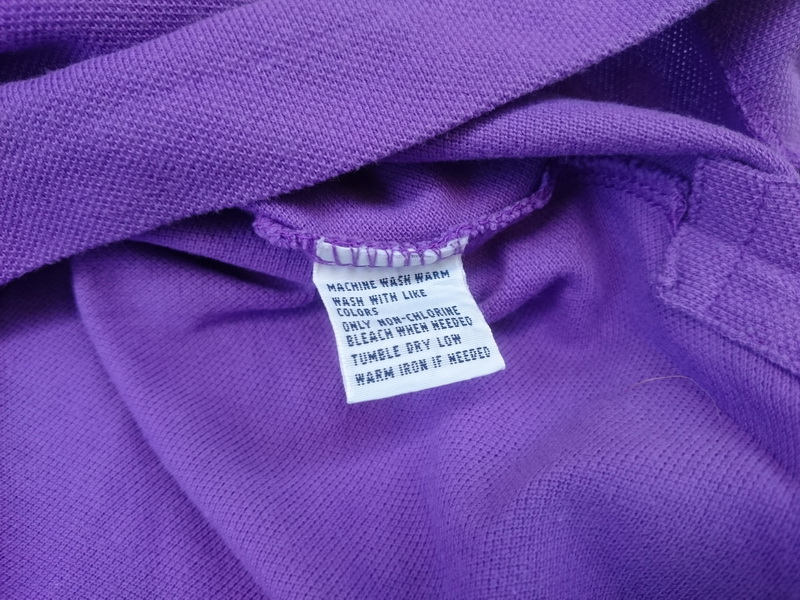 MACHINE WASH WARM
WASH WITH LIKE
COLORS
ONLY NON-CHLORINE
BLEACH WHEN NEEDED
TUMBLE DRY LOW
WARM IRON IF NEEDED